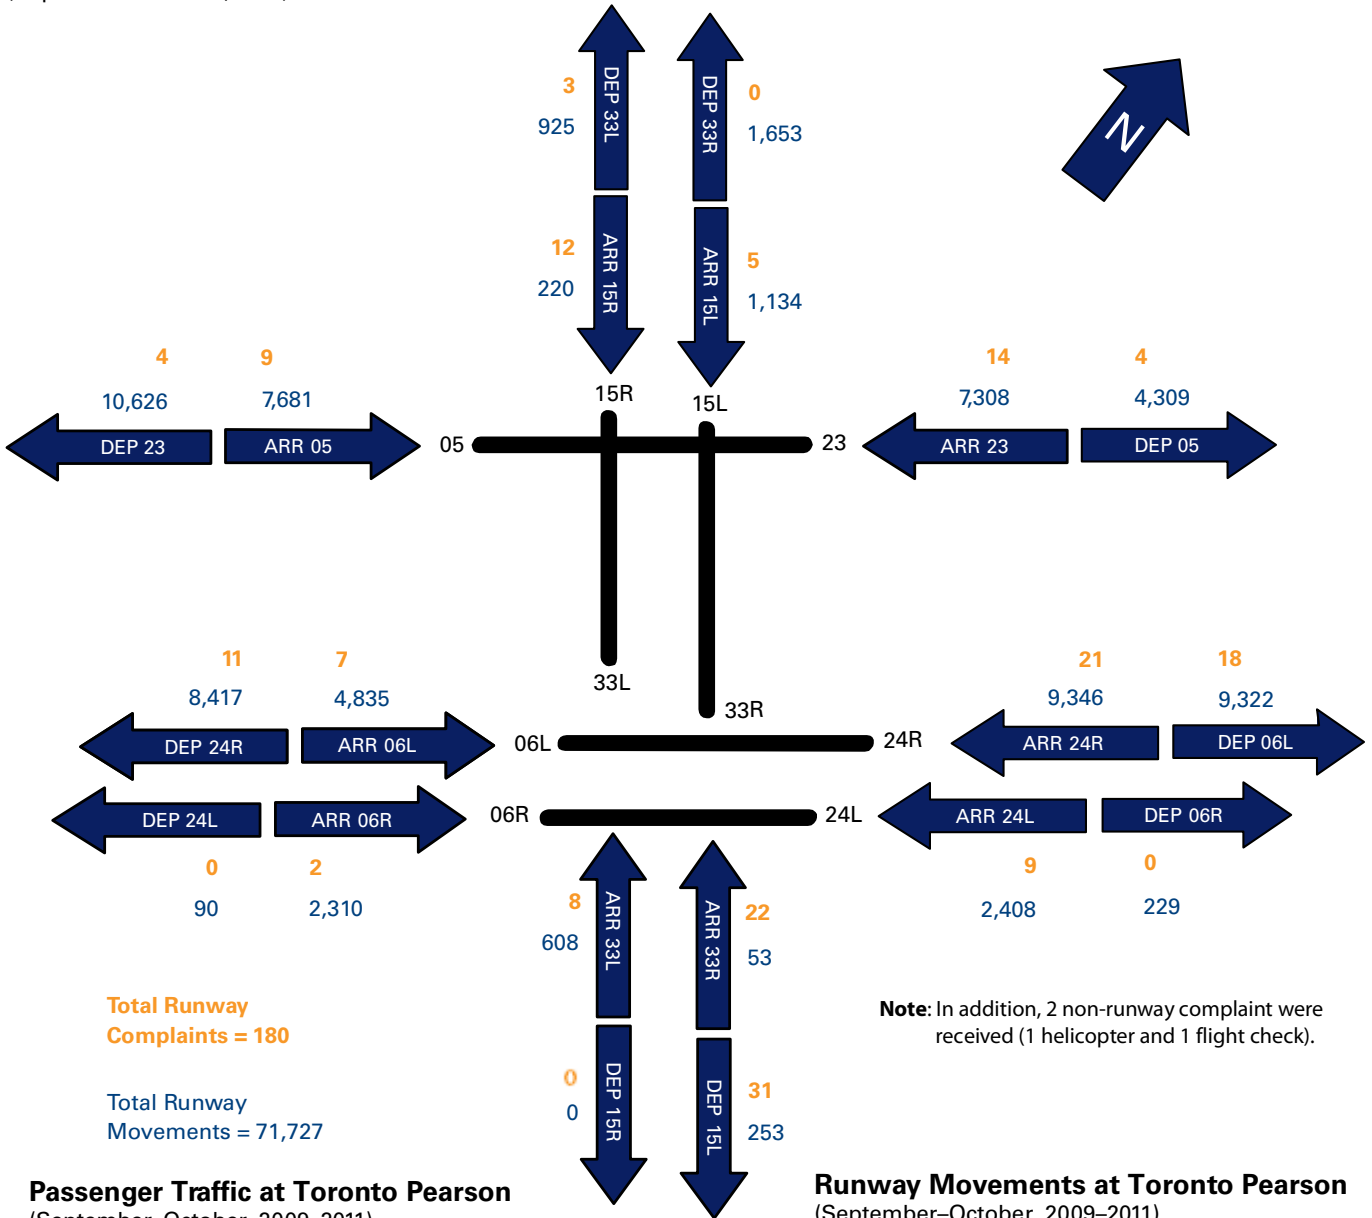 3
925
DEP 33L
DEP 33R
0
1,653
N
12
220
ARR 15R
ARR 15L
5
1,134
4
9
10,626
7,681
DEP 23
ARR 05
15R
15L
05
23
14
4
7,308
4,309
ARR 23
DEP 05
11
7
8,417
4,835
DEP 24R
ARR 06L
33L
33R
06L
24R
21
18
9,346
9,322
ARR 24R
DEP 06L
DEP 24L
ARR 06R
06R
24L
ARR 24L
DEP 06R
0
2
90
2,310
9
0
2,408
229
8
608
ARR 33L
ARR 33R
22
53
Total Runway
Complaints = 180
Note: In addition, 2 non-runway complaint were
received (1 helicopter and 1 flight check).
0
0
DEP 15R
DEP 15L
31
253
Total Runway
Movements = 71,727
Passenger Traffic at Toronto Pearson
(September–October, 2009–2011)
Runway Movements at Toronto Pearson
(September–October, 2009–2011)